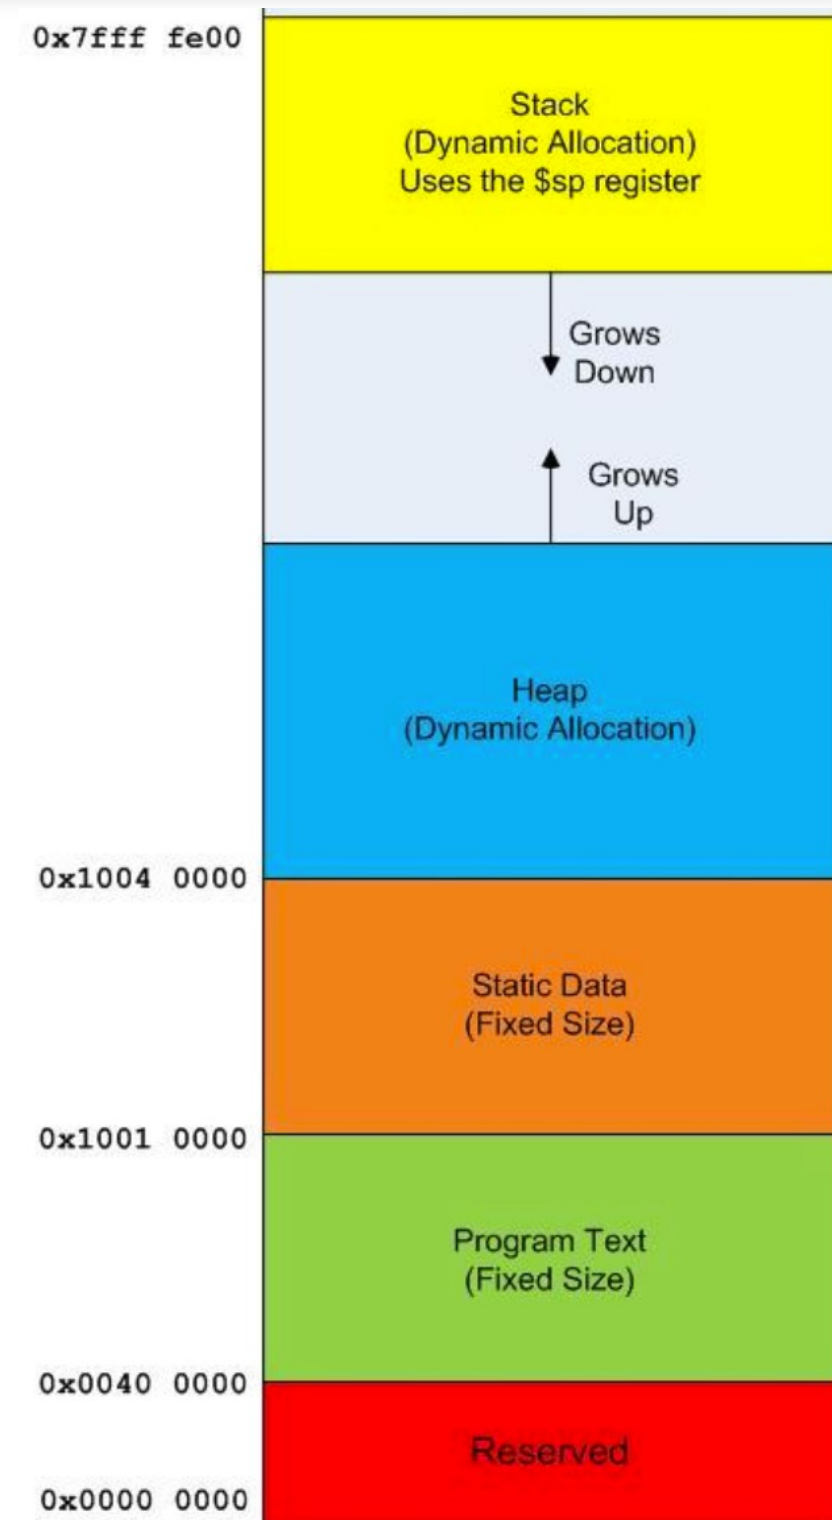 0x7fff fe00
Stack
(Dynamic Allocation)
Uses the $sp register
Grows
Down
Grows
Up
Heap
(Dynamic Allocation)
0x1004 0000
Static Data
(Fixed Size)
0x1001 0000
Program Text
(Fixed Size)
0x0040 0000
Reserved
0x0000 0000